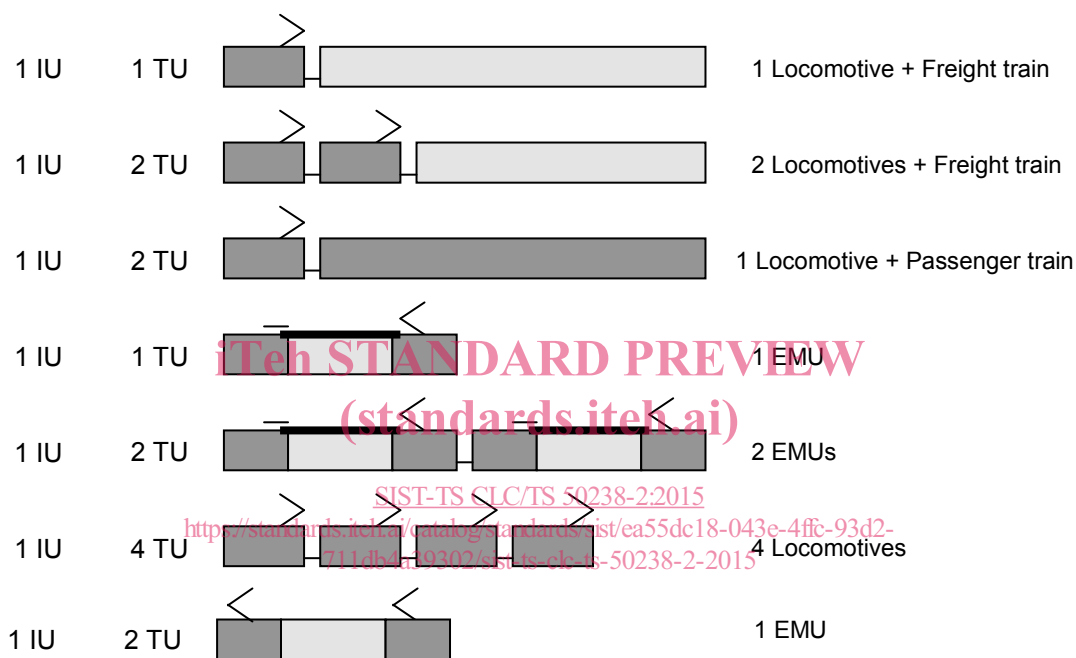 1 IU 1 TU 1 Locomotive + Freight train
1 IU 2 TU 2 Locomotives + Freight train
1 IU 2 TU 1 Locomotive + Passenger train
1 IU 1 TU 1 EMU
iTeh STANDARD PREVIEW
(standards.iteh.ai)
1 IU 2 TU 2 EMUs
SIST-TS CLC/TS 50238-2:2015
https://standards.iteh.ai/catalog/standards/sist/ea55dc18-043e-4ffc-93d2-
1 IU 4 TU 4 Locomotives
711db4a39302/sist-ts-clc-ts-50238-2-2015
1 IU 2 TU 1 EMU